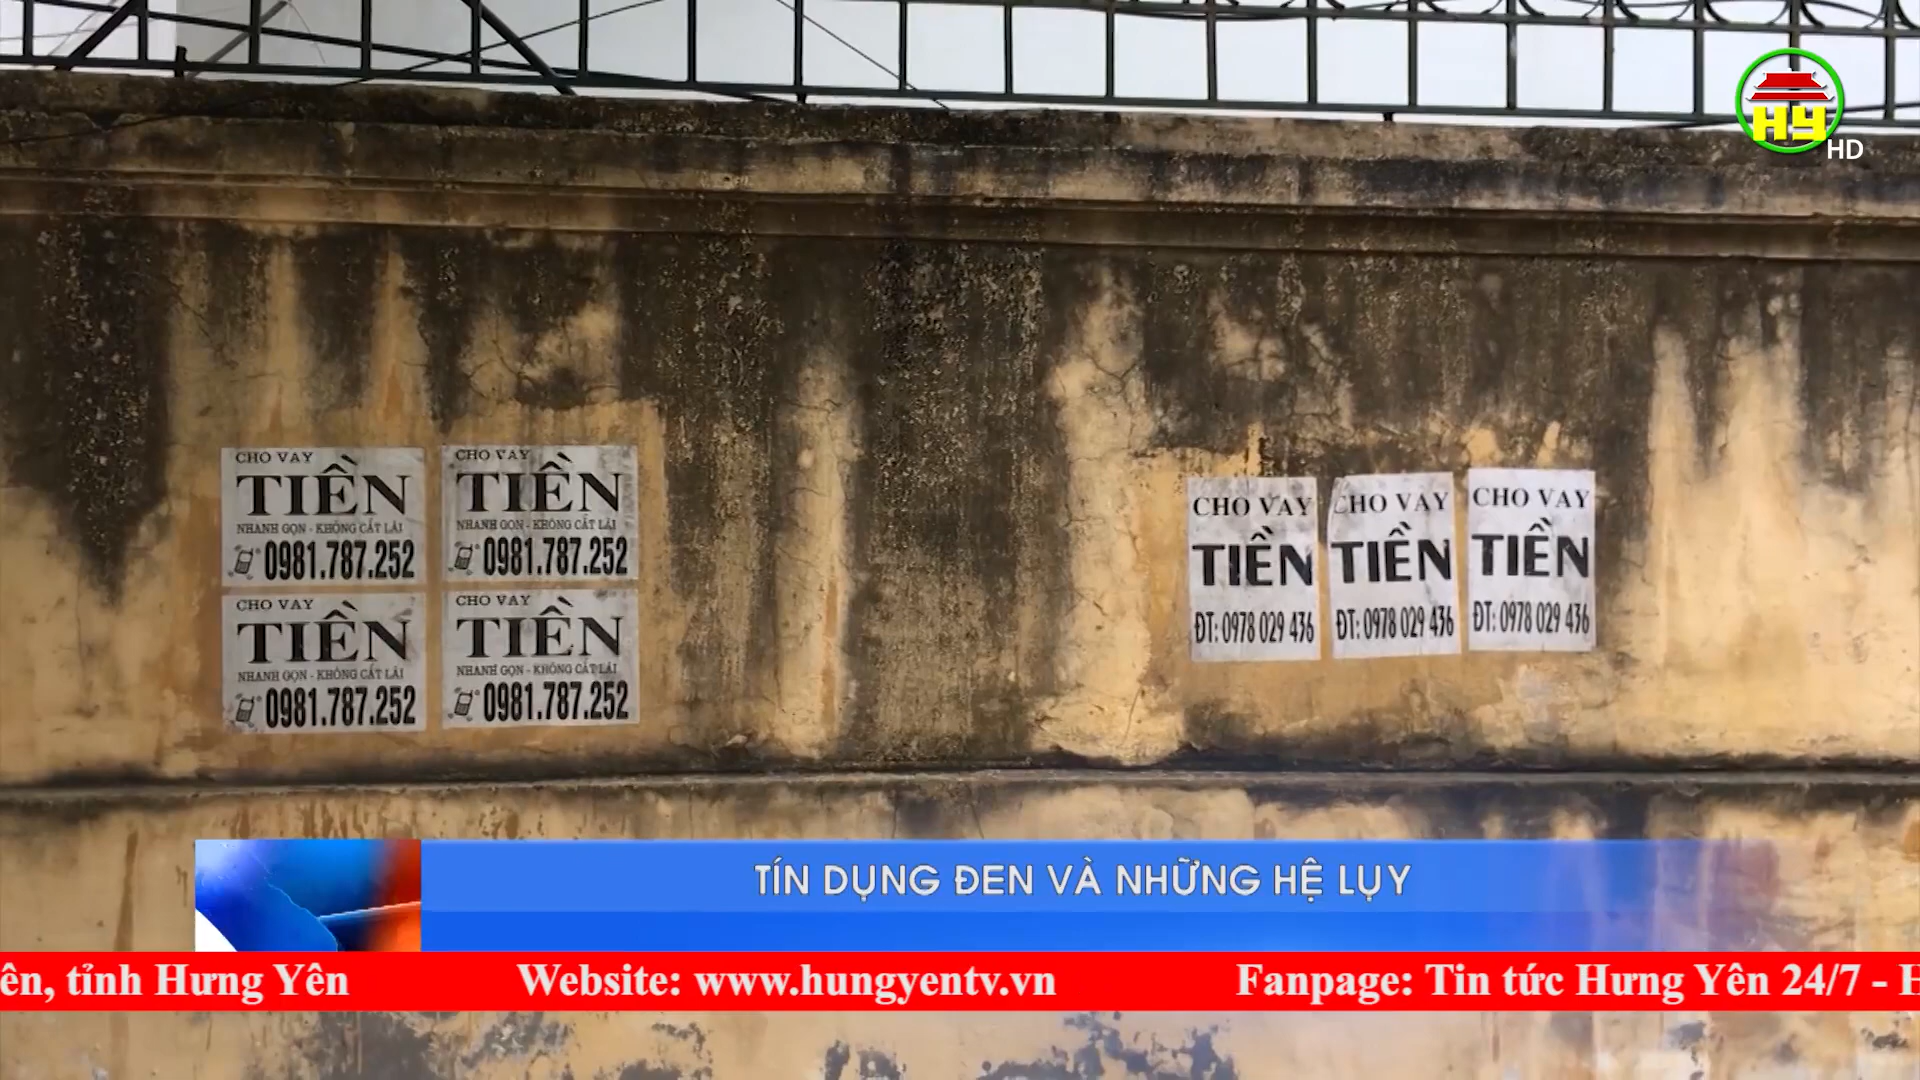 HY
HD
CHO VAY
TIỀN
NHANH GỌN - KHÔNG CẮT LÃI
0981.787.252
CHO VAY
TIỀN
NHANH GỌN - KHÔNG CẮT LÃI
0981.787.252
CHO VAY
TIỀN
NHANH GỌN - KHÔNG CẮT LÃI
0981.787.252
CHO VAY
TIỀN
NHANH GỌN - KHÔNG CẮT LÃI
0981.787.252
CHO VAY
TIỀN
ĐT: 0978 029 436
CHO VAY
TIỀN
ĐT: 0978 029 436
CHO VAY
TIỀN
ĐT: 0978 029 436
TÍN DỤNG ĐEN VÀ NHỮNG HỆ LỤY
ên, tỉnh Hưng Yên Website: www.hungyentv.vn Fanpage: Tin tức Hưng Yên 24/7 - H